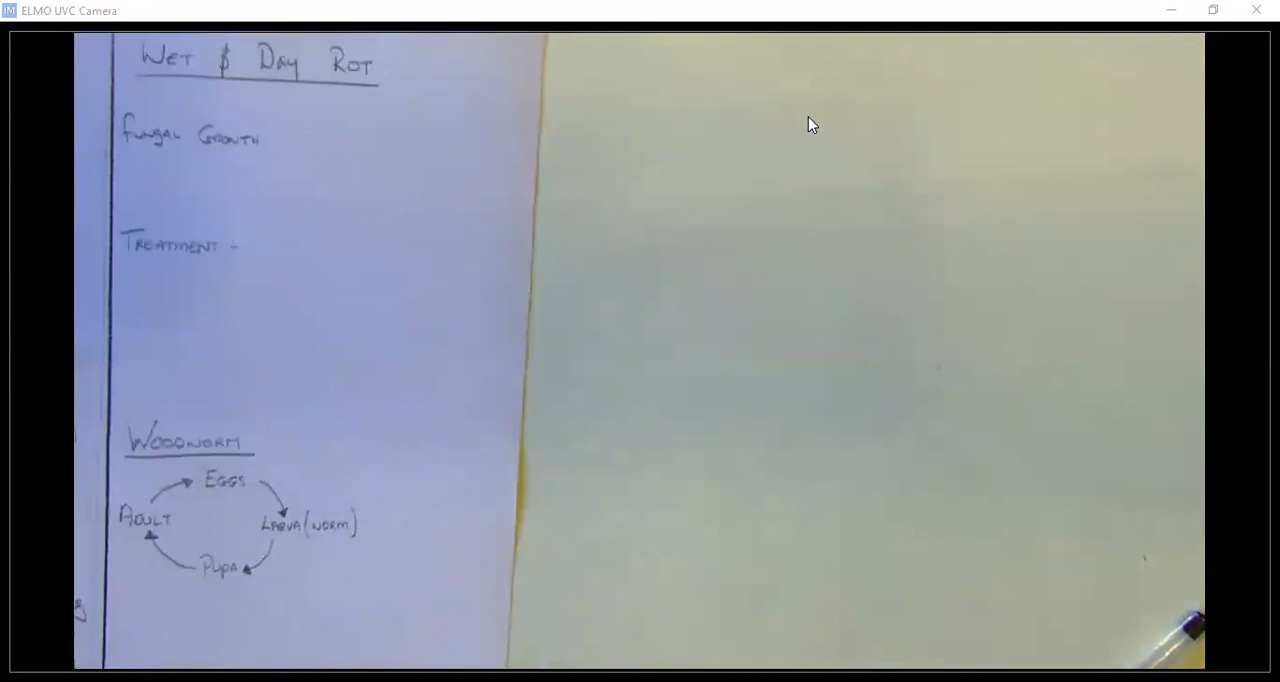 ELMO UVC Camera
WET & DRY ROT
FUNGAL GROWTH
TREATMENT -
WOODWORM
EGGS
ADULT
LARVA (WORM)
PUPA